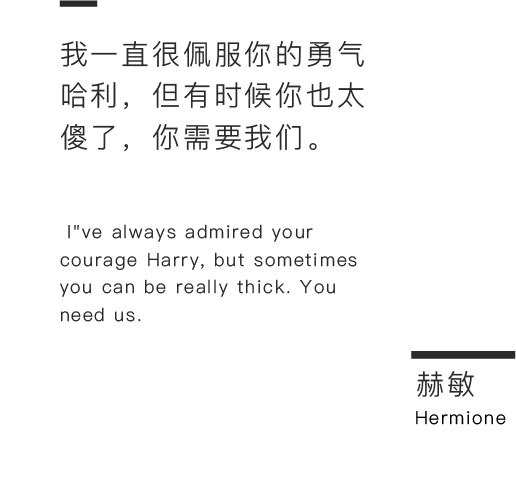 我一直很佩服你的勇气
哈利，但有时候你也太
傻了，你需要我们。
I"ve always admired your
courage Harry, but sometimes
you can be really thick. You
need us.
赫敏
Hermione